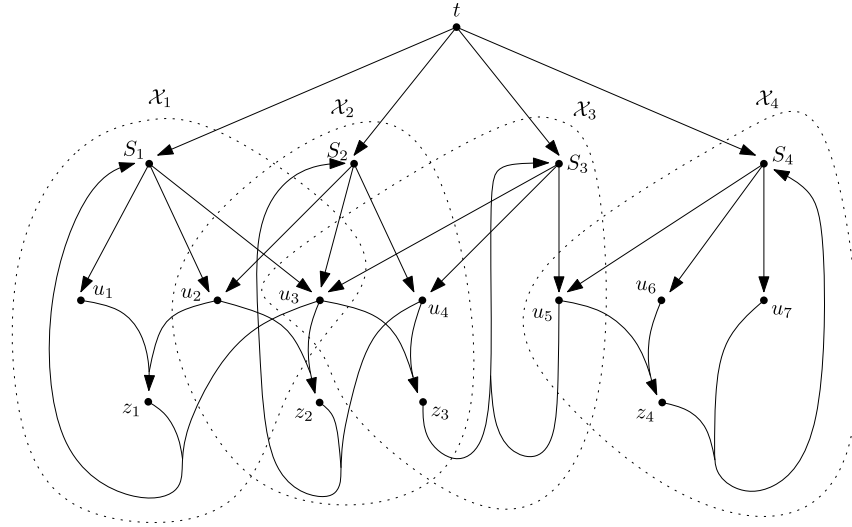 t
𝒳₁
𝒳₂
𝒳₃
𝒳₄
S₁
S₂
S₃
S₄
u₁
u₂
u₃
u₄
u₅
u₆
u₇
z₁
z₂
z₃
z₄